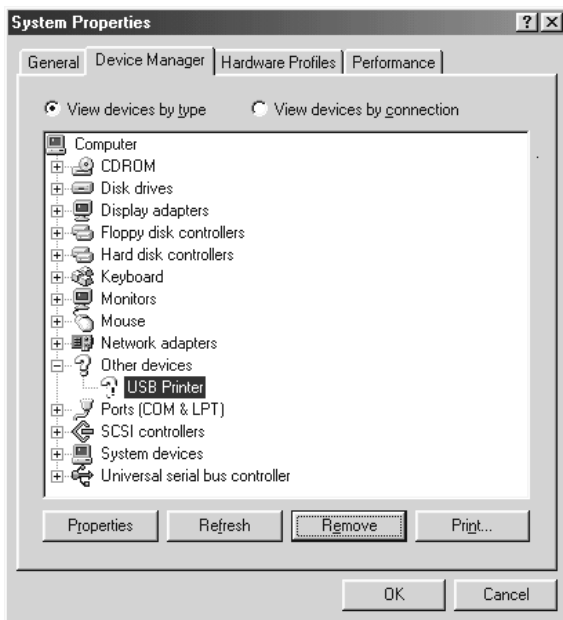 System Properties
General Device Manager Hardware Profiles Performance
View devices by type View devices by connection
Computer
CDROM
Disk drives
Display adapters
Floppy disk controllers
Hard disk controllers
Keyboard
Monitors
Mouse
Network adapters
Other devices
USB Printer
Ports (COM & LPT)
SCSI controllers
System devices
Universal serial bus controller
Properties Refresh Remove Print...
OK Cancel